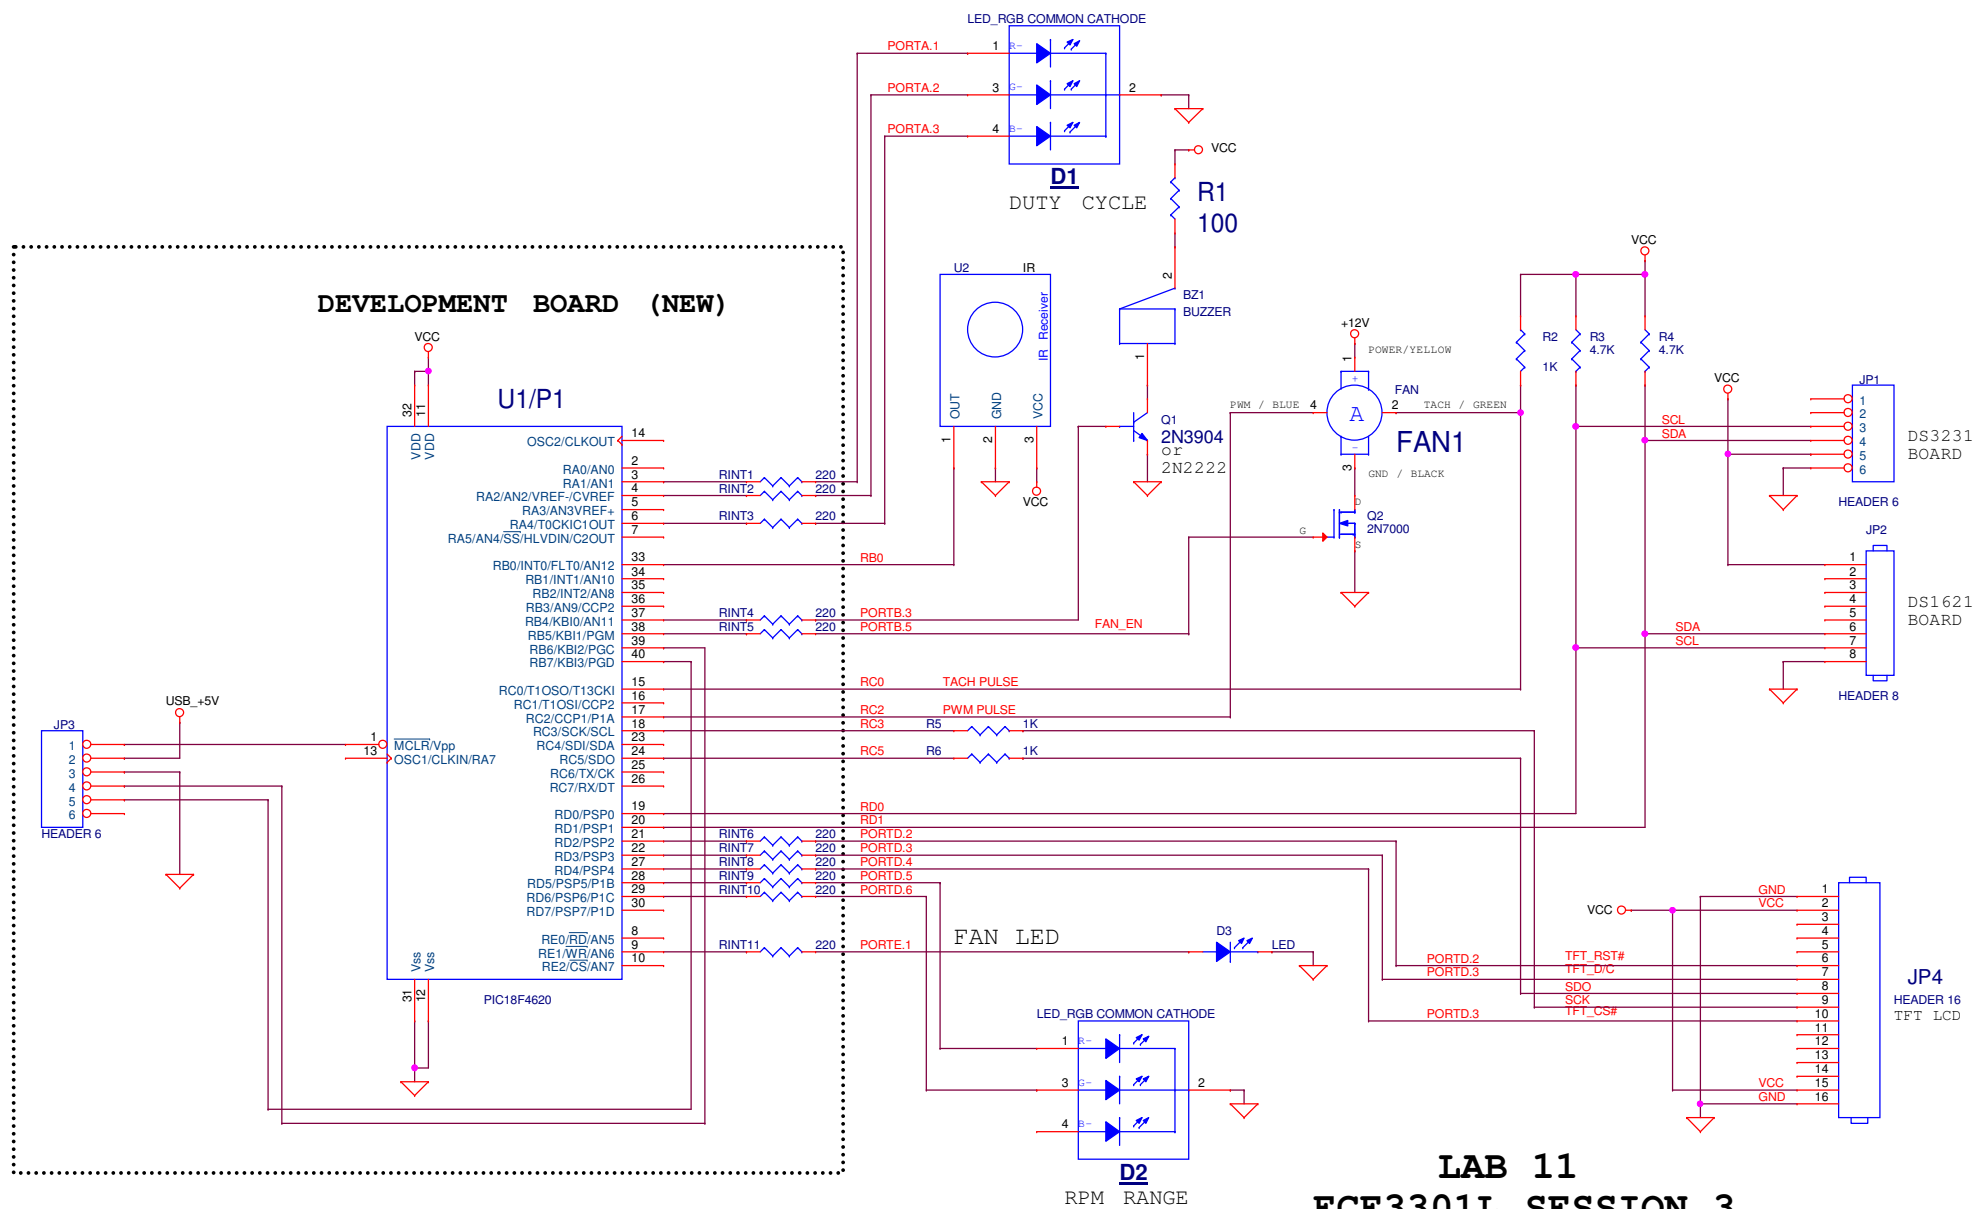 LED_RGB COMMON CATHODE
PORTA.1
1
R-
PORTA.2
3
G-
2
PORTA.3
4
B-
D1
DUTY CYCLE
VCC
R1
100
2
BZ1
BUZZER
1
Q1
2N3904
or
2N2222
U2
IR
IR Receiver
OUT
GND
VCC
1
2
3
VCC
DEVELOPMENT BOARD (NEW)
VCC
U1/P1
32
11
VDD
VDD
OSC2/CLKOUT
14
RA0/AN0
2
RA1/AN1
3
RINT1
220
RA2/AN2/VREF-/CVREF
4
RINT2
220
RA3/AN3VREF+
5
RA4/T0CKIC1OUT
6
RINT3
220
RA5/AN4/SS/HLVDIN/C2OUT
7
RB0/INT0/FLT0/AN12
33
RB0
RB1/INT1/AN10
34
RB2/INT2/AN8
35
RB3/AN9/CCP2
36
RB4/KBI0/AN11
37
RINT4
220
PORTB.3
RB5/KBI1/PGM
38
RINT5
220
PORTB.5
FAN_EN
RB6/KBI2/PGC
39
RB7/KBI3/PGD
40
RC0/T1OSO/T13CKI
15
RC0
TACH PULSE
RC1/T1OSI/CCP2
16
RC2/CCP1/P1A
17
RC2
PWM PULSE
RC3/SCK/SCL
18
RC3
R5
1K
RC4/SDI/SDA
23
RC5/SDO
24
RC5
R6
1K
RC6/TX/CK
25
RC7/RX/DT
26
RD0/PSP0
19
RD0
RD1/PSP1
20
RD1
RD2/PSP2
21
RINT6
220
PORTD.2
RD3/PSP3
22
RINT7
220
PORTD.3
RD4/PSP4
27
RINT8
220
PORTD.4
RD5/PSP5/P1B
28
RINT9
220
PORTD.5
RD6/PSP6/P1C
29
RINT10
220
PORTD.6
RD7/PSP7/P1D
30
RE0/RD/AN5
8
RE1/WR/AN6
9
RINT11
220
PORTE.1
FAN LED
D3
LED
RE2/CS/AN7
10
1
MCLR/Vpp
13
OSC1/CLKIN/RA7
Vss
Vss
31
12
PIC18F4620
USB_+5V
JP3
1
2
3
4
5
6
HEADER 6
+12V
1
POWER/YELLOW
+
FAN
PWM / BLUE
4
A
2
TACH / GREEN
FAN1
-
3
GND / BLACK
D
G
Q2
2N7000
S
VCC
R2
1K
R3
4.7K
R4
4.7K
VCC
JP1
1
2
SCL
3
SDA
4
5
6
DS3231
BOARD
HEADER 6
JP2
1
2
3
4
5
SDA
6
SCL
7
8
DS1621
BOARD
HEADER 8
GND
1
VCC
VCC
2
3
4
5
PORTD.2
TFT_RST#
6
PORTD.3
TFT_D/C
7
SDO
8
SCK
9
PORTD.3
TFT_CS#
10
11
12
13
14
VCC
15
GND
16
JP4
HEADER 16
TFT LCD
LED_RGB COMMON CATHODE
1
R-
3
G-
2
4
B-
D2
RPM RANGE
LAB 11
ECE3301L SESSION 3